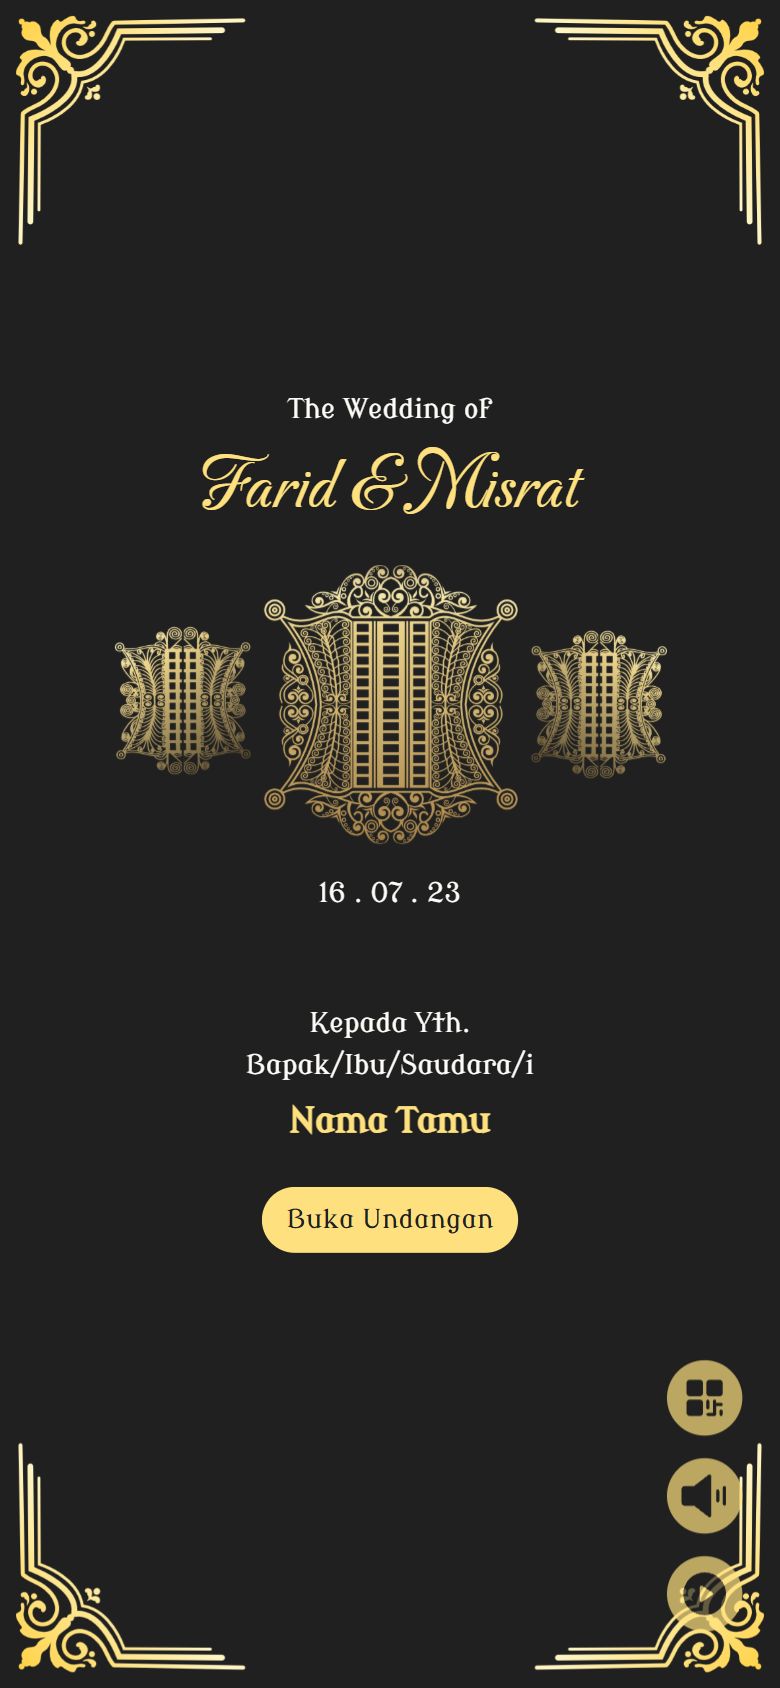 The Wedding of
Farid & Misrat
16 . 07 . 23
Kepada Yth.
Bapak/Ibu/Saudara/i
Nama Tamu
Buka Undangan